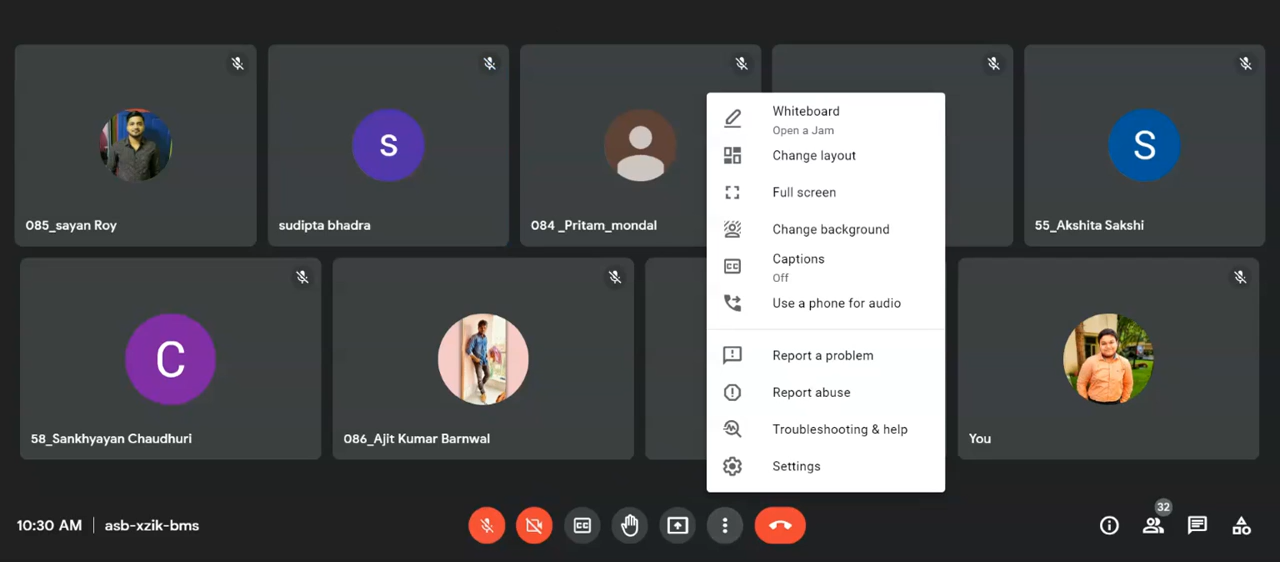 S
S
085_sayan Roy
sudipta bhadra
084 _Pritam_mondal
55_Akshita Sakshi
Whiteboard
Open a Jam
Change layout
Full screen
Change background
Captions
Off
Use a phone for audio
Report a problem
Report abuse
Troubleshooting & help
Settings
C
58_Sankhyayan Chaudhuri
086_Ajit Kumar Barnwal
You
10:30 AM | asb-xzik-bms
32